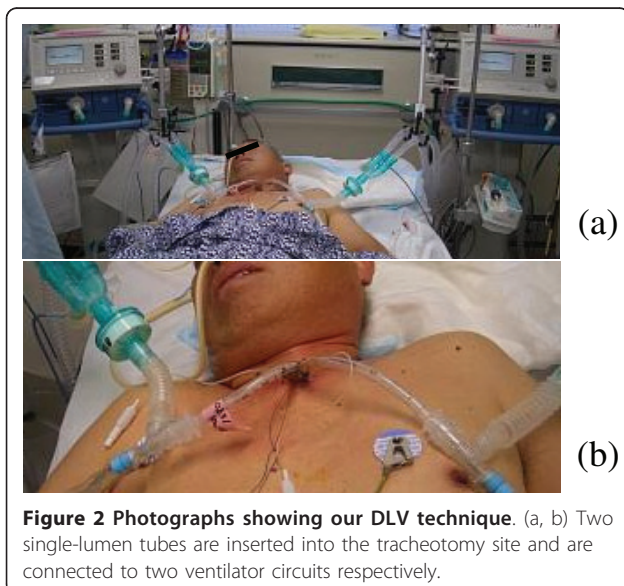 (a)
(b)
Figure 2 Photographs showing our DLV technique. (a, b) Two
single-lumen tubes are inserted into the tracheotomy site and are
connected to two ventilator circuits respectively.